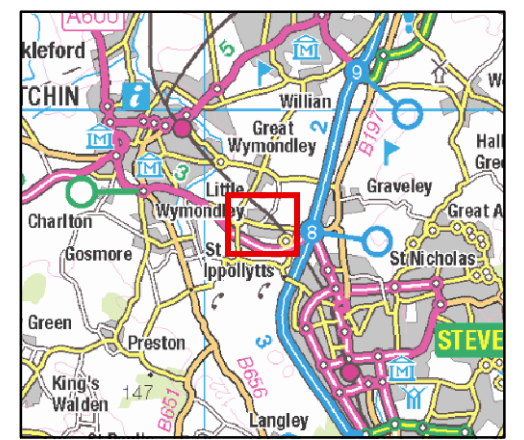 A600
kleford
5
TCHIN
i
M
9
Willian
W
2
Great
Wymondley
B197
M
M
3
Hall
Gree
Little
Wymondley
Graveley
Great A
Charlton
8
Gosmore
St
Ippollytts
St Nicholas
Green
Preston
3
STEVE
King's
Walden
147
B651
B656
M
Langley